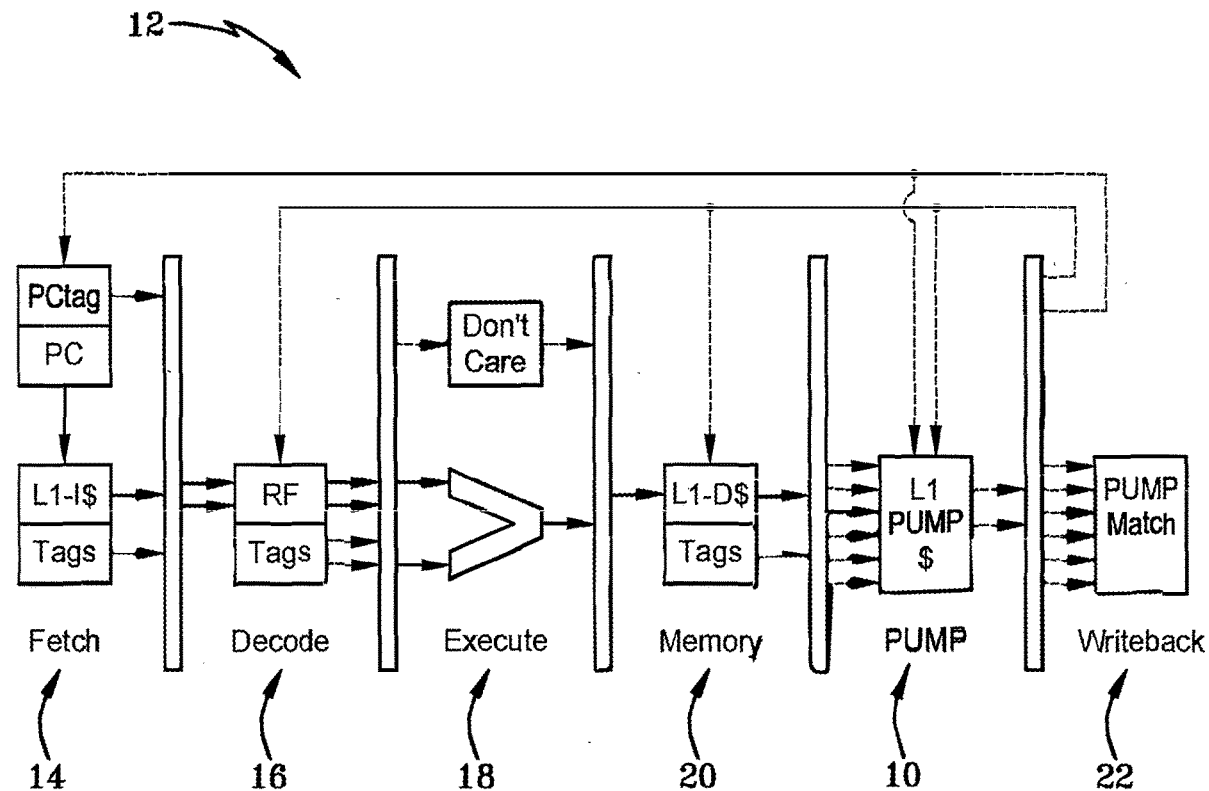 12
PCtag
PC
Don't
Care
L1-I$
Tags
RF
Tags
L1-D$
Tags
L1
PUMP
$
PUMP
Match
Fetch
Decode
Execute
Memory
PUMP
Writeback
14
16
18
20
10
22